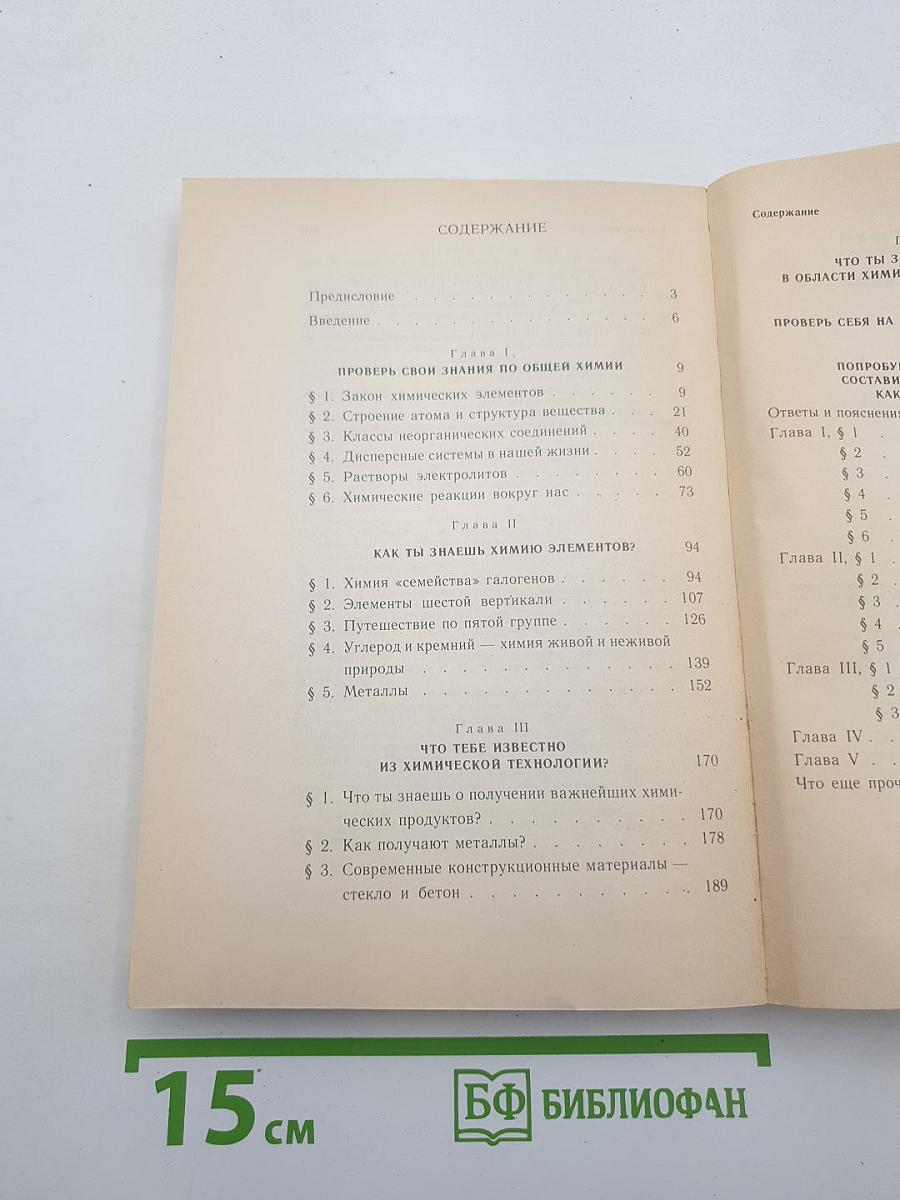 СОДЕРЖАНИЕ
Предисловие . . . . . . . . . . . . . 3
Введение . . . . . . . . . . . . . . 6
Глава I.
ПРОВЕРЬ СВОИ ЗНАНИЯ ПО ОБЩЕЙ ХИМИИ 9
§ 1. Закон химических элементов . . . . . . 9
§ 2. Строение атома и структура вещества . . . 21
§ 3. Классы неорганических соединений . . . . 40
§ 4. Дисперсные системы в нашей жизни . . . . 52
§ 5. Растворы электролитов . . . . . . . . 60
§ 6. Химические реакции вокруг нас . . . . . 73
Глава II
КАК ТЫ ЗНАЕШЬ ХИМИЮ ЭЛЕМЕНТОВ? 94
§ 1. Химия «семейства» галогенов . . . . . . 94
§ 2. Элементы шестой вертикали . . . . . . 107
§ 3. Путешествие по пятой группе . . . . . . 126
§ 4. Углерод и кремний — химия живой и неживой
природы . . . . . . . . . . . . . 139
§ 5. Металлы . . . . . . . . . . . . . 152
Глава III
ЧТО ТЕБЕ ИЗВЕСТНО
ИЗ ХИМИЧЕСКОЙ ТЕХНОЛОГИИ? 170
§ 1. Что ты знаешь о получении важнейших хими-
ческих продуктов? . . . . . . . . . . 170
§ 2. Как получают металлы? . . . . . . . . 178
§ 3. Современные конструкционные материалы —
стекло и бетон . . . . . . . . . . . 189
Содержание
ЧТО ТЫ
В ОБЛАСТИ
ПРОВЕРЬ СЕБЯ НА
КАК
Ответы и
Глава I, § 1 .
§ 2 .
§ 3 .
§ 4 .
§ 5 .
§ 6 .
Глава II, § 1 .
§ 2 .
§ 3 .
§ 4 .
§ 5
Глава III, § 1
§ 2
§ 3
Глава IV . .
Глава V . .
Что еще
15 см
БФ БИБЛИОФАН